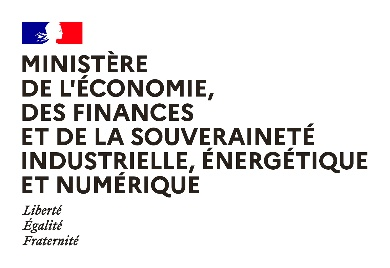 MINISTÈRE
DE L'ÉCONOMIE,
DES FINANCES
ET DE LA SOUVERAINETÉ
INDUSTRIELLE, ÉNERGÉTIQUE
ET NUMÉRIQUE
Liberté
Égalité
Fraternité